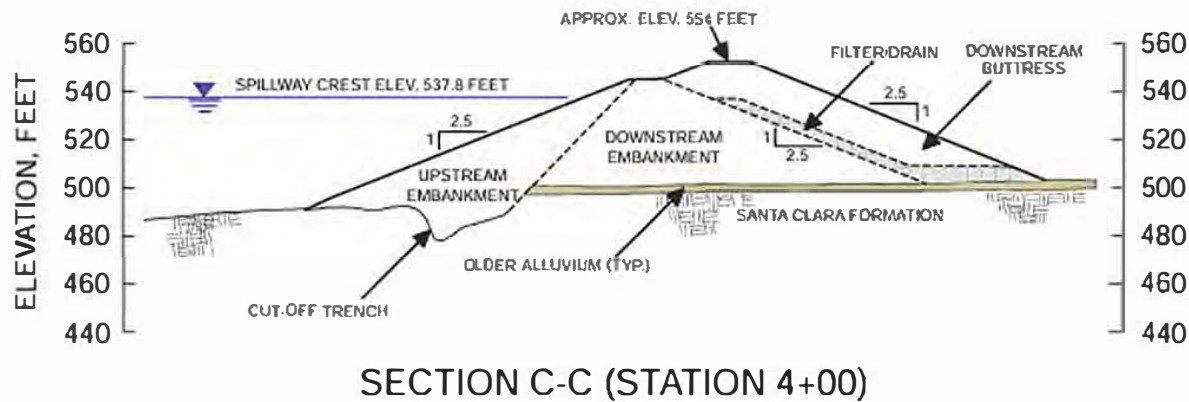 APPROX. ELEV. 554 FEET
560
560
FILTER/DRAIN
DOWNSTREAM
BUTTRESS
SPILLWAY CREST ELEV. 537.8 FEET
540
540
2.5
1
2.5
1
520
520
DOWNSTREAM
EMBANKMENT
1
2.5
UPSTREAM
EMBANKMENT
500
500
SANTA CLARA FORMATION
480
480
OLDER ALLUVIUM (TYP.)
460
460
CUT-OFF TRENCH
440
440
ELEVATION, FEET
SECTION C-C (STATION 4+00)